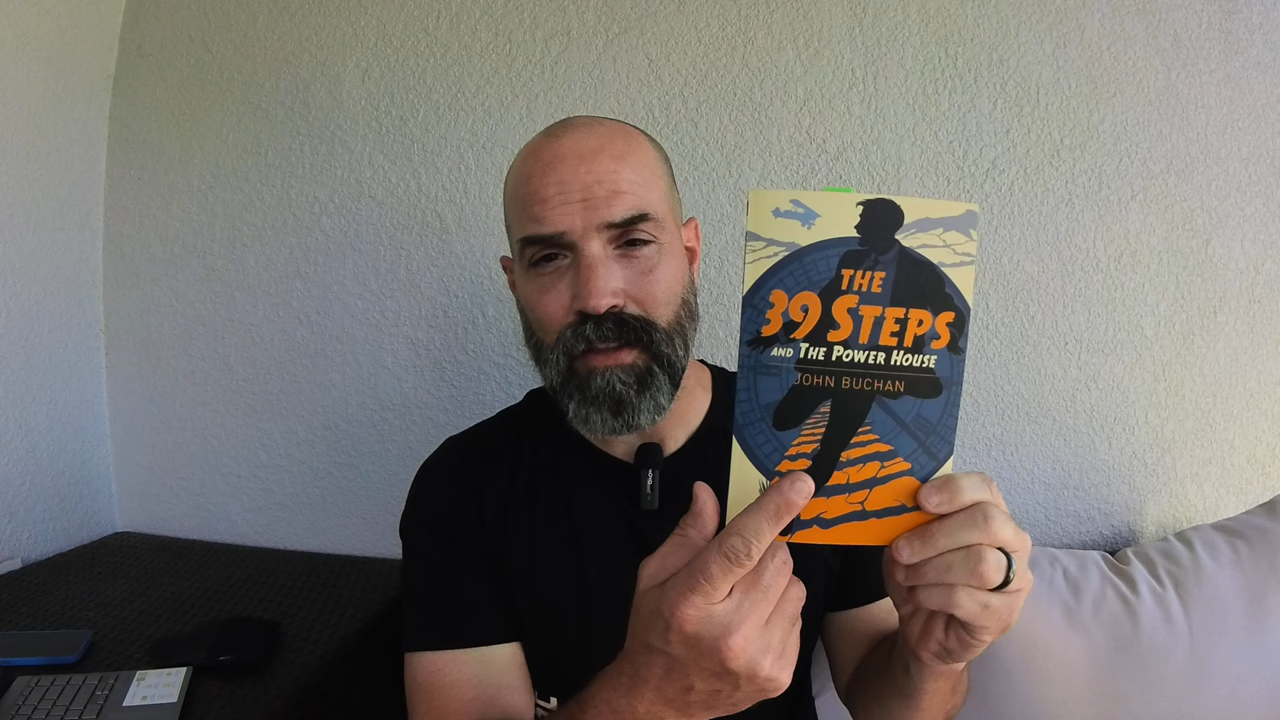 THE
39 STEPS
AND THE POWER HOUSE
JOHN BUCHAN